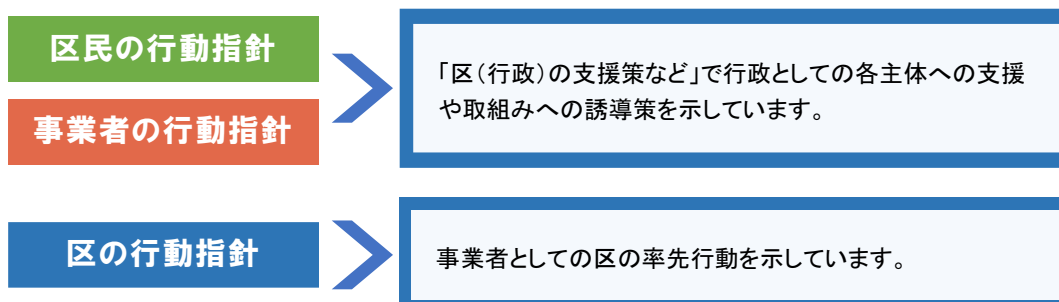 区民の行動指針
事業者の行動指針
「区（行政）の支援策など」で行政としての各主体への支援
や取組みへの誘導策を示しています。
区の行動指針
事業者としての区の率先行動を示しています。